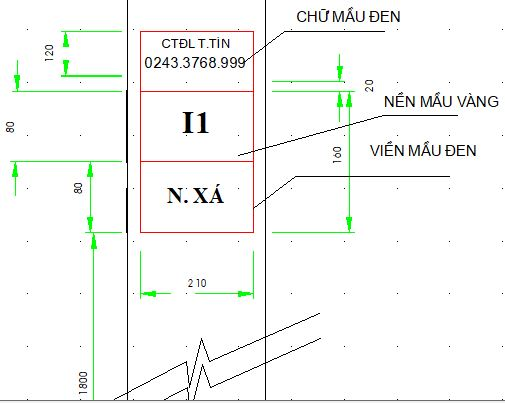 CHỮ MẦU ĐEN
CTĐL T.TÍN
0243.3768.999
120
20
NỀN MẦU VÀNG
I1
80
160
VIỀN MẦU ĐEN
80
N. XÁ
210
1800